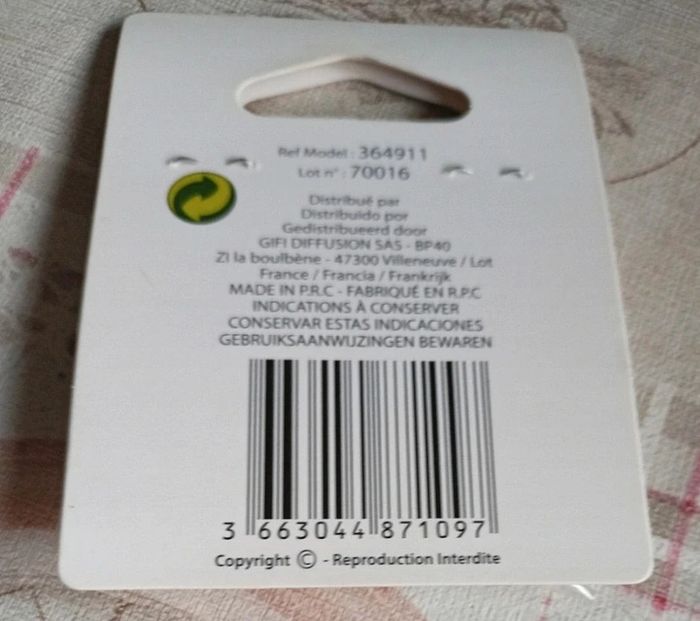 Ref Model : 364911
Lot n° : 70016
Distribué par
Distribuido por
Gedistribueerd door
GIFI DIFFUSION SAS - BP40
ZI la boulbène - 47300 Villeneuve / Lot
France / Francia / Frankrijk
MADE IN P.R.C - FABRIQUÉ EN R.P.C
INDICATIONS À CONSERVER
CONSERVAR ESTAS INDICACIONES
GEBRUIKSAANWIJZINGEN BEWAREN
3 663044 871097
Copyright © - Reproduction Interdite